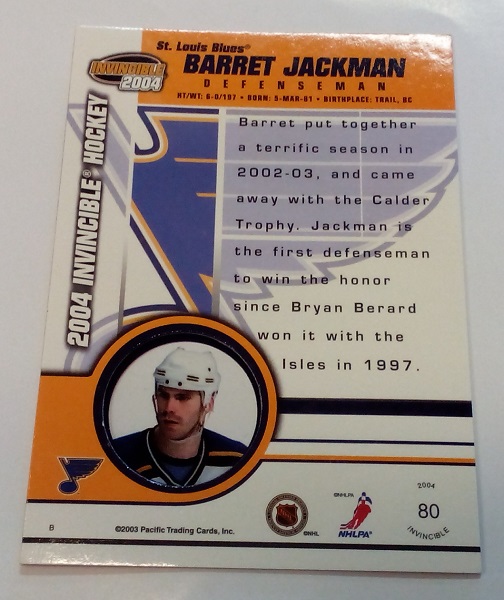 St. Louis Blues®
BARRET JACKMAN
DEFENSEMAN
HT/WT: 6-0/197 • BORN: 5-MAR-81 • BIRTHPLACE: TRAIL, BC
INVINCIBLE
2004
2004 INVINCIBLE® HOCKEY
Barret put together
a terrific season in
2002-03, and came
away with the Calder
Trophy. Jackman is
the first defenseman
to win the honor
since Bryan Berard
won it with the
Isles in 1997.
B
©2003 Pacific Trading Cards, Inc.
©NHL
©NHLPA
NHLPA
2004
80
INVINCIBLE